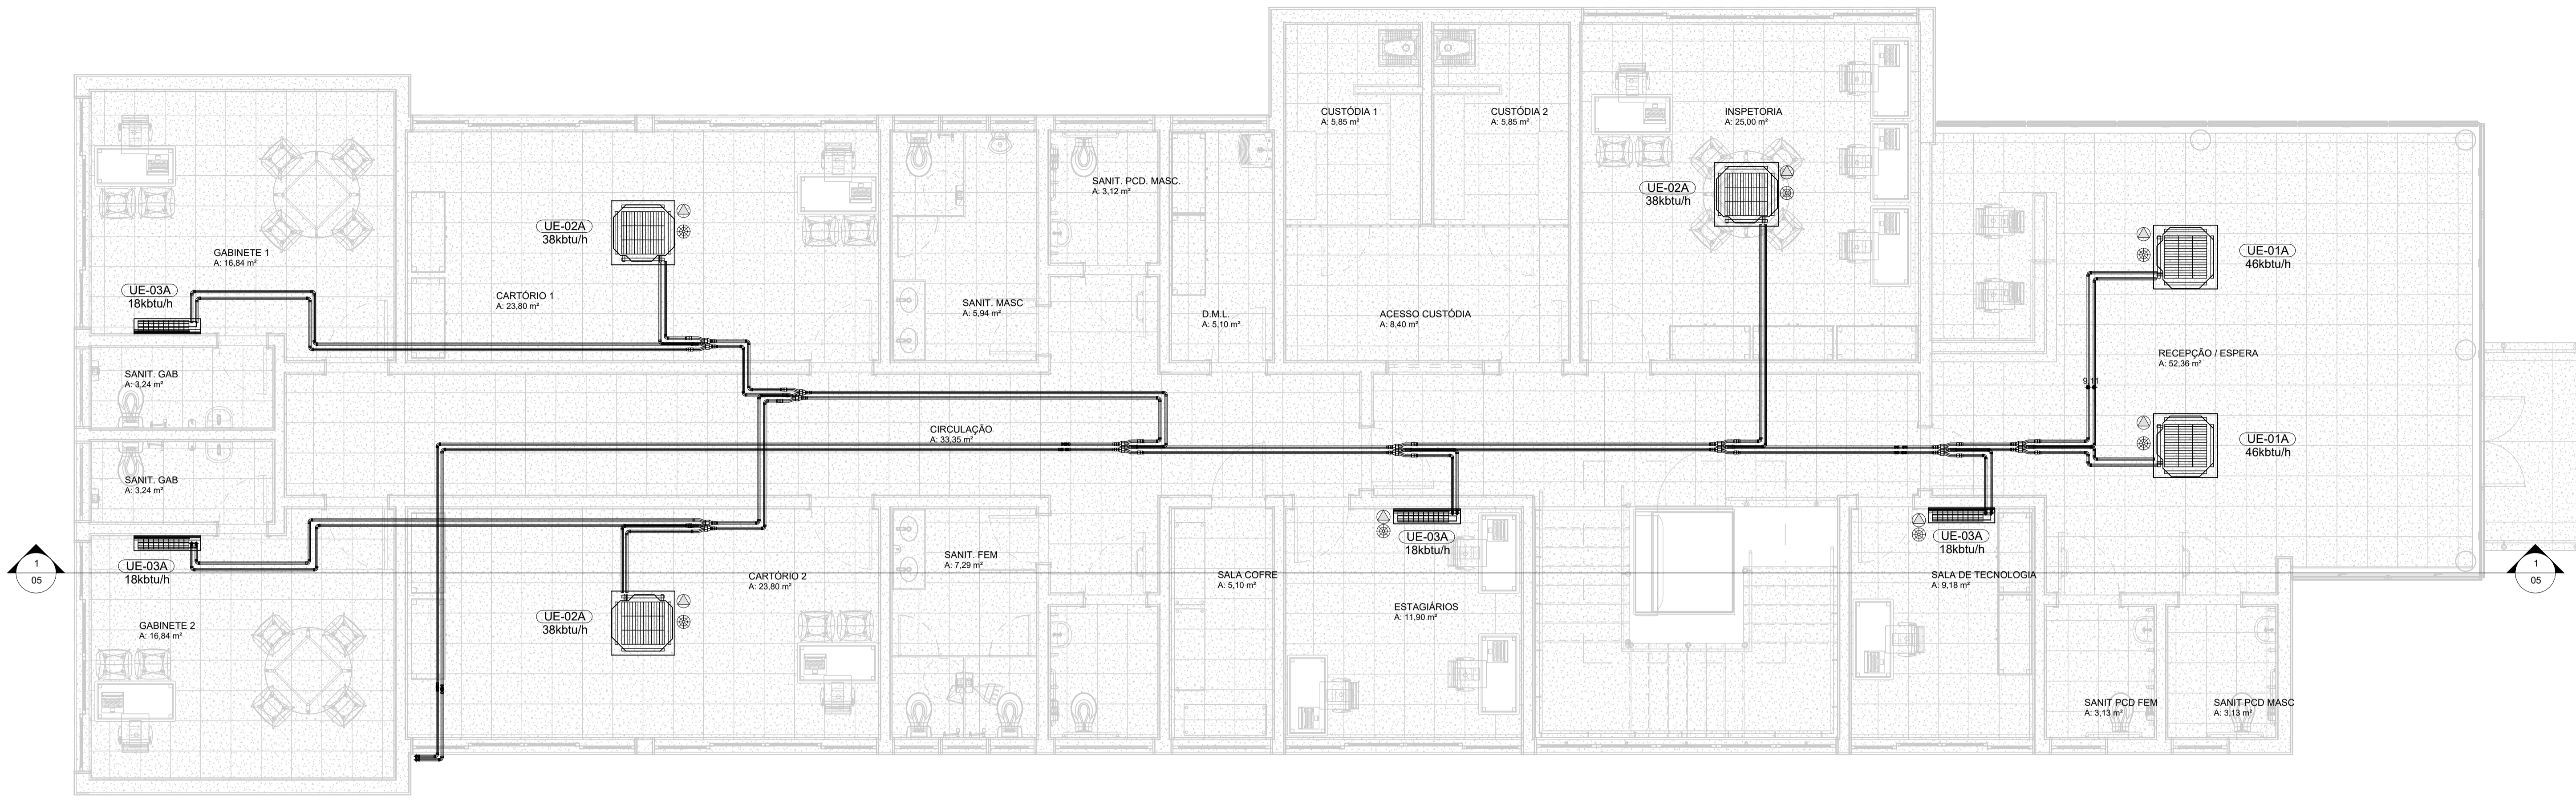 CUSTÓDIA 1
A: 5,85 m²
CUSTÓDIA 2
A: 5,85 m²
INSPETORIA
A: 25,00 m²
SANIT. PCD. MASC.
A: 3,12 m²
UE-02A
38kbtu/h
UE-02A
38kbtu/h
GABINETE 1
A: 16,84 m²
UE-01A
46kbtu/h
UE-03A
18kbtu/h
CARTÓRIO 1
A: 23,80 m²
SANIT. MASC
A: 5,94 m²
D.M.L.
A: 5,10 m²
ACESSO CUSTÓDIA
A: 8,40 m²
RECEPÇÃO / ESPERA
A: 52,36 m²
SANIT. GAB
A: 3,24 m²
9,11
CIRCULAÇÃO
A: 33,35 m²
UE-01A
46kbtu/h
SANIT. GAB
A: 3,24 m²
UE-03A
18kbtu/h
UE-03A
18kbtu/h
UE-03A
18kbtu/h
SANIT. FEM
A: 7,29 m²
1
05
CARTÓRIO 2
A: 23,80 m²
SALA COFRE
A: 5,10 m²
SALA DE TECNOLOGIA
A: 9,18 m²
1
05
UE-02A
38kbtu/h
ESTAGIÁRIOS
A: 11,90 m²
GABINETE 2
A: 16,84 m²
SANIT PCD FEM
A: 3,13 m²
SANIT PCD MASC
A: 3,13 m²